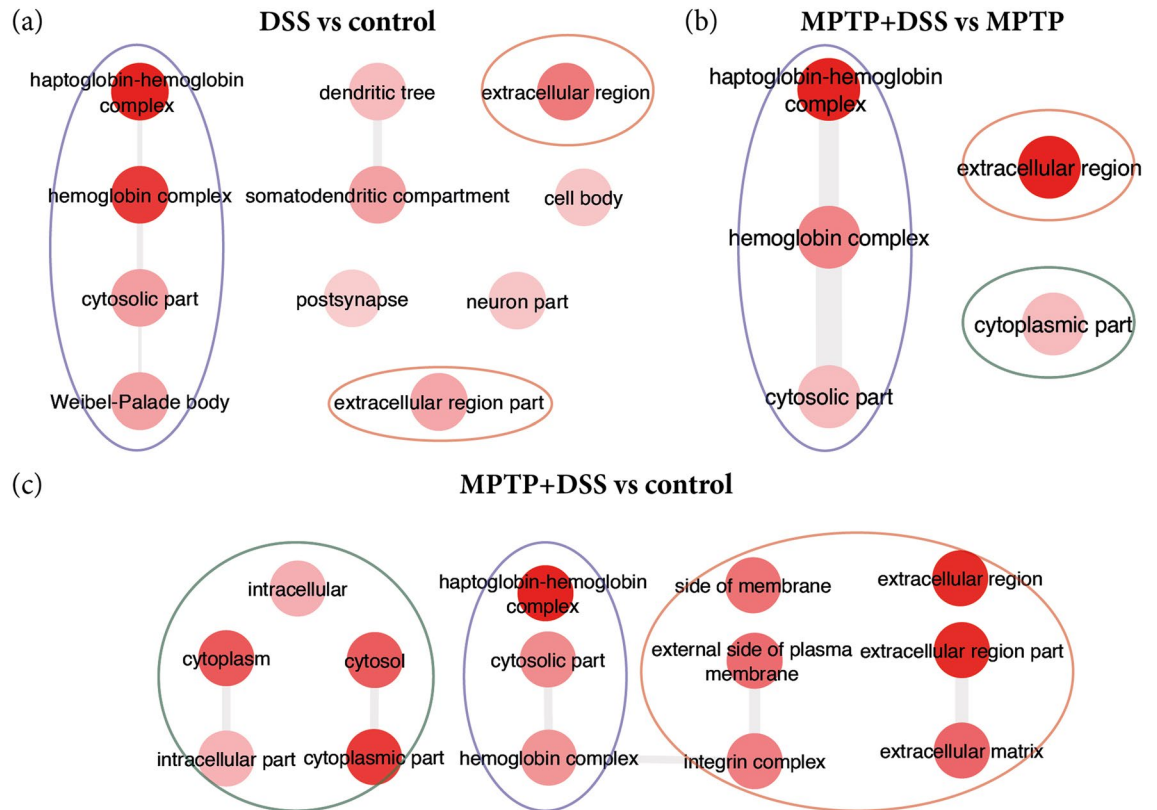 (a)
DSS vs control
haptoglobin-hemoglobin
complex
dendritic tree
extracellular region
hemoglobin complex
somatodendritic compartment
cell body
cytosolic part
postsynapse
neuron part
Weibel-Palade body
extracellular region part
(b)
MPTP+DSS vs MPTP
haptoglobin-hemoglobin
complex
extracellular region
hemoglobin complex
cytoplasmic part
cytosolic part
(c)
MPTP+DSS vs control
intracellular
cytoplasm
cytosol
intracellular part
cytoplasmic part
haptoglobin-hemoglobin
complex
cytosolic part
hemoglobin complex
side of membrane
extracellular region
external side of plasma
membrane
extracellular region part
integrin complex
extracellular matrix